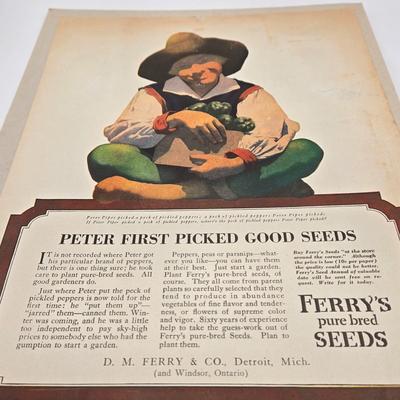 Peter Piper picked a peck of pickled peppers; a peck of pickled peppers Peter Piper picked;
If Peter Piper picked a peck of pickled peppers, where's the peck of pickled peppers Peter Piper picked?
PETER FIRST PICKED GOOD SEEDS
IT is not recorded where Peter got
his particular brand of peppers,
but there is one thing sure; he took
care to plant pure-bred seeds. All
good gardeners do.
Just where Peter put the peck of
pickled peppers is now told for the
first time: he "put them up"—
"jarred" them—canned them. Win-
ter was coming, and he was a little
too independent to pay sky-high
prices to somebody else who had the
gumption to start a garden.
Peppers, peas or parsnips—what-
ever you like—you can have them
at their best. Just start a garden.
Plant Ferry's pure-bred Seeds, of
course. They all come from parent
plants so carefully selected that they
tend to produce in abundance
vegetables of fine flavor and tender-
ness, or flowers of supreme color
and vigor. Sixty years of experience
help to take the guess-work out of
Ferry's pure-bred Seeds. Plan to
plant them.
Buy Ferry's Seeds "at the store
around the corner." Although
the price is low (10c per paper)
the quality could not be better.
Ferry's Seed Annual of valuable
date will be sent free on re-
quest. Write for it today.
FERRY'S
pure bred
SEEDS
D. M. FERRY & CO., Detroit, Mich.
(and Windsor, Ontario)